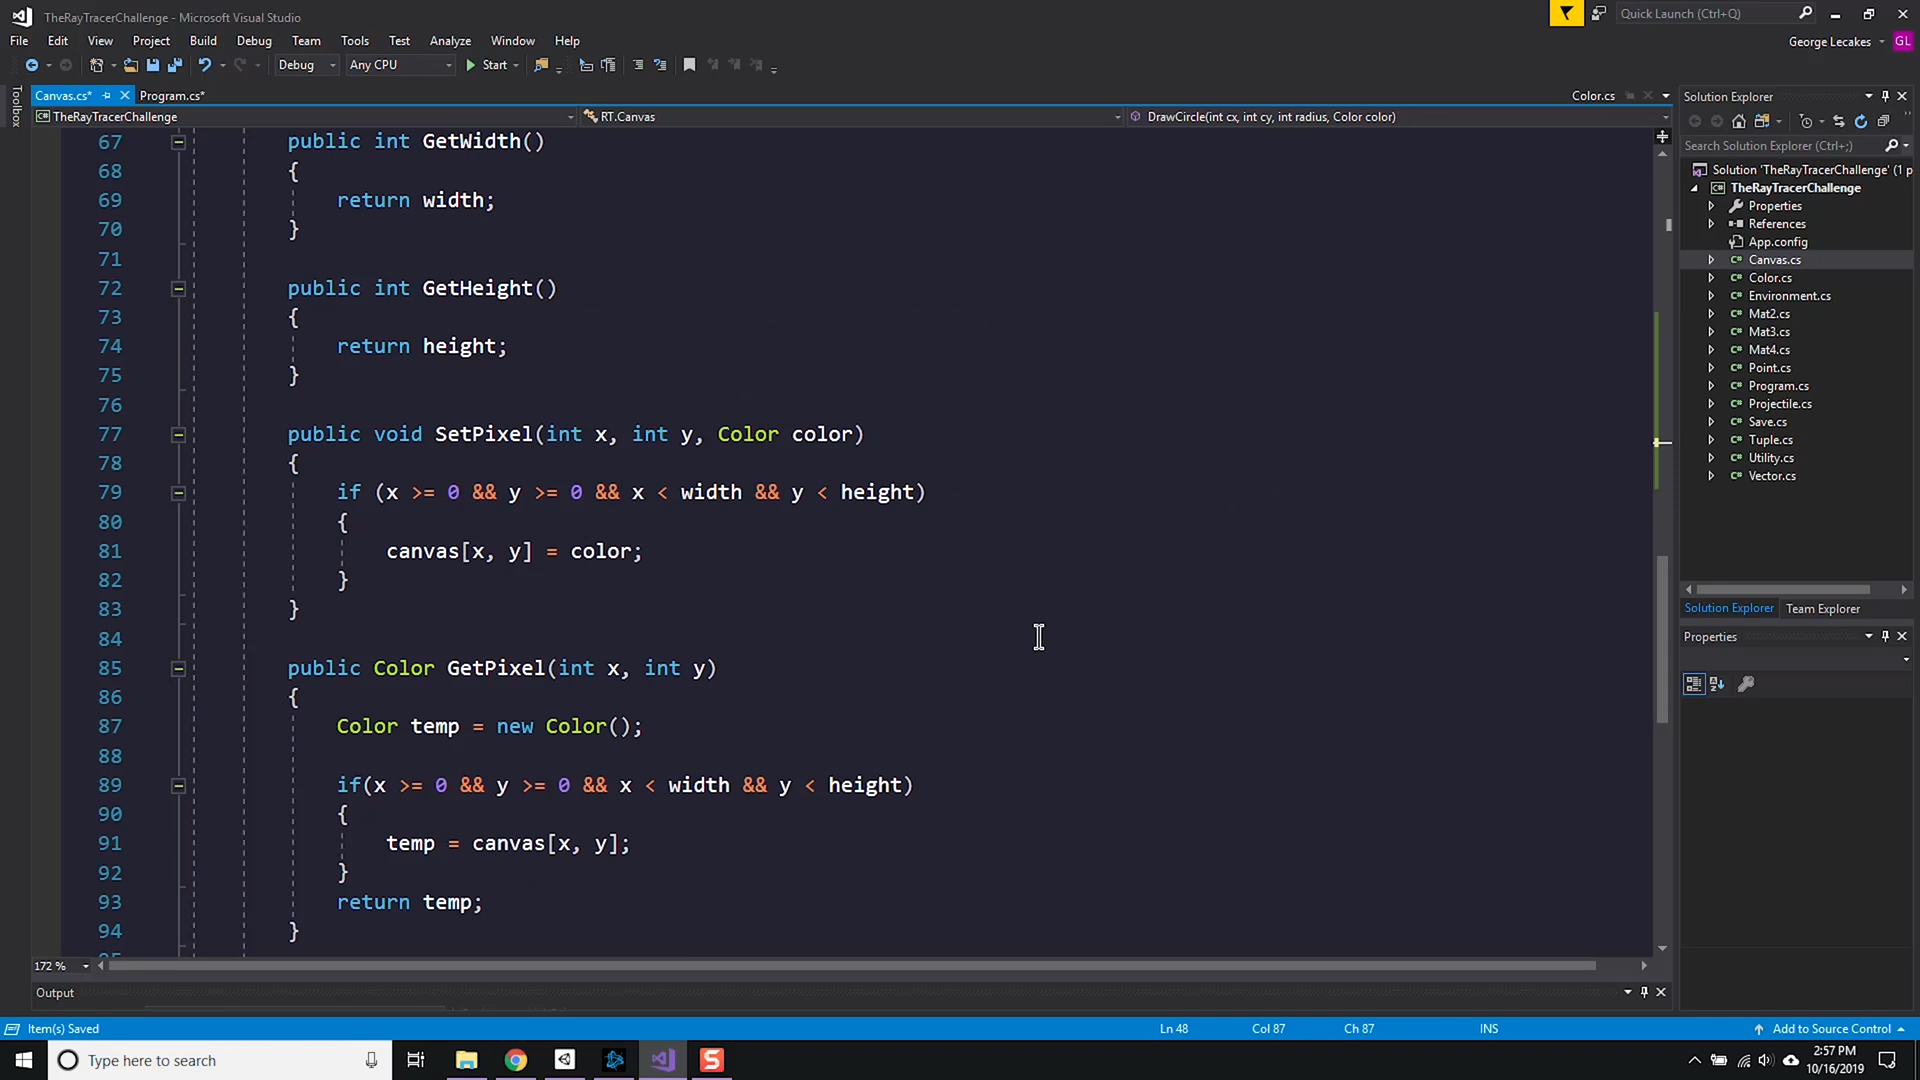 TheRayTracerChallenge - Microsoft Visual Studio
Quick Launch (Ctrl+Q)
File Edit View Project Build Debug Team Tools Test Analyze Window Help
George Lecakes GL
Debug Any CPU Start
Toolbox
Canvas.cs* Program.cs* Color.cs
TheRayTracerChallenge RT.Canvas DrawCircle(int cx, int cy, int radius, Color color)
67 public int GetWidth()
68 {
69 return width;
70 }
71
72 public int GetHeight()
73 {
74 return height;
75 }
76
77 public void SetPixel(int x, int y, Color color)
78 {
79 if (x >= 0 && y >= 0 && x < width && y < height)
80 {
81 canvas[x, y] = color;
82 }
83 }
84
85 public Color GetPixel(int x, int y)
86 {
87 Color temp = new Color();
88
89 if(x >= 0 && y >= 0 && x < width && y < height)
90 {
91 temp = canvas[x, y];
92 }
93 return temp;
94 }
172 %
Output
Solution Explorer
Search Solution Explorer (Ctrl+;)
Solution 'TheRayTracerChallenge' (1 p
TheRayTracerChallenge
Properties
References
App.config
Canvas.cs
Color.cs
Environment.cs
Mat2.cs
Mat3.cs
Mat4.cs
Point.cs
Program.cs
Projectile.cs
Save.cs
Tuple.cs
Utility.cs
Vector.cs
Solution Explorer Team Explorer
Properties
Item(s) Saved Ln 48 Col 87 Ch 87 INS Add to Source Control
Type here to search
2:57 PM
10/16/2019